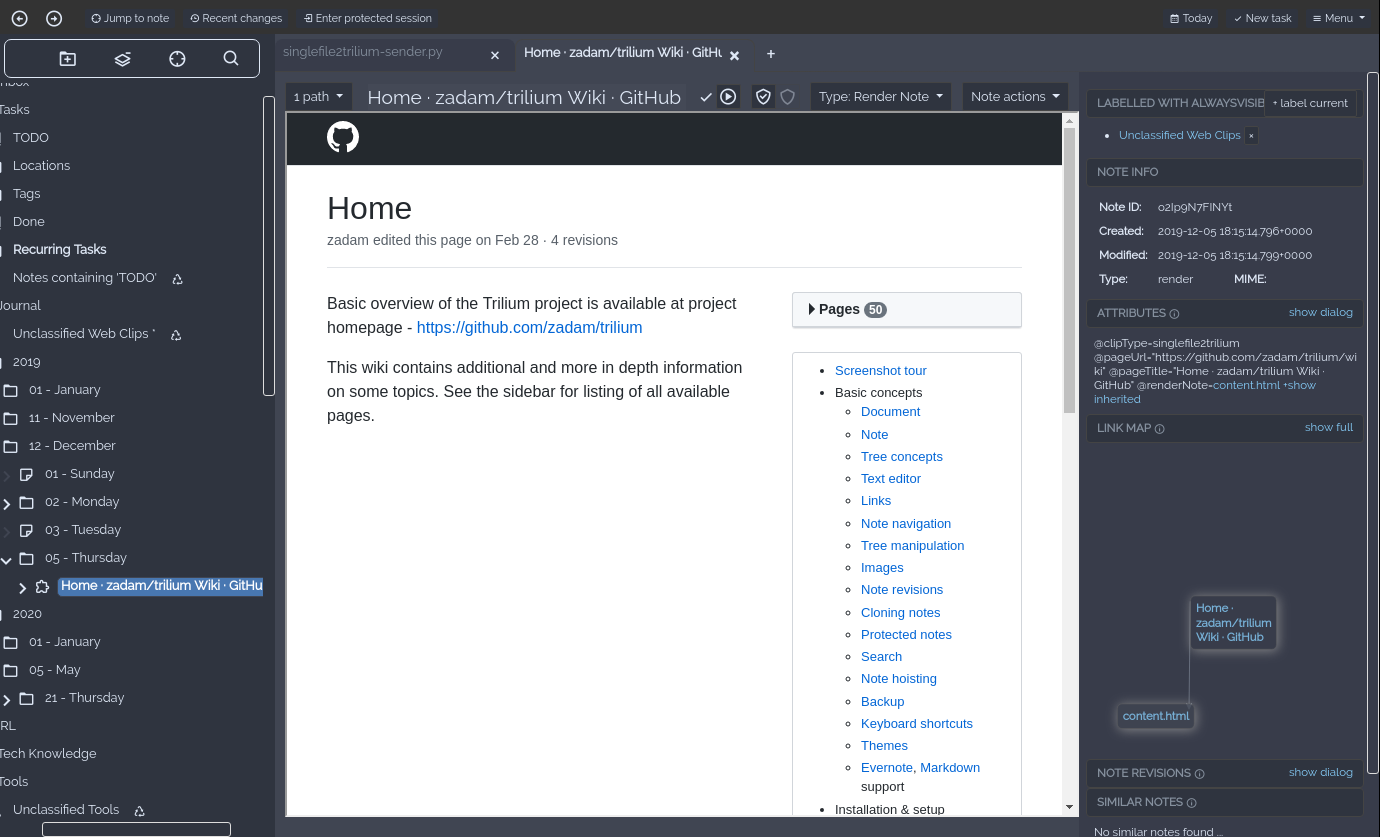 Jump to note
Recent changes
Enter protected session
Today
New task
Menu
singlefile2trilium-sender.py
×
Home · zadam/trilium Wiki · GitHu
×
+
Inbox
Tasks
TODO
Locations
Tags
Done
Recurring Tasks
Notes containing 'TODO'
Journal
Unclassified Web Clips *
2019
01 - January
11 - November
12 - December
01 - Sunday
02 - Monday
03 - Tuesday
05 - Thursday
Home · zadam/trilium Wiki · GitHu
2020
01 - January
05 - May
21 - Thursday
RL
Tech Knowledge
Tools
Unclassified Tools
1 path
Home · zadam/trilium Wiki · GitHub
Type: Render Note
Note actions
Home
zadam edited this page on Feb 28 · 4 revisions
Basic overview of the Trilium project is available at project
homepage - https://github.com/zadam/trilium
This wiki contains additional and more in depth information
on some topics. See the sidebar for listing of all available
pages.
Pages 50
• Screenshot tour
• Basic concepts
Document
Note
Tree concepts
Text editor
Links
Note navigation
Tree manipulation
Images
Note revisions
Cloning notes
Protected notes
Search
Note hoisting
Backup
Keyboard shortcuts
Themes
Evernote, Markdown
support
• Installation & setup
LABELLED WITH ALWAYSVISIB
+ label current
• Unclassified Web Clips ×
NOTE INFO
Note ID: o2Ip9N7FINYt
Created: 2019-12-05 18:15:14.796+0000
Modified: 2019-12-05 18:15:14.799+0000
Type: render MIME:
ATTRIBUTES show dialog
@clipType=singlefile2trilium
@pageUrl="https://github.com/zadam/trilium/wi
ki" @pageTitle="Home · zadam/trilium Wiki ·
GitHub" @renderNote=content.html +show
inherited
LINK MAP show full
Home ·
zadam/trilium
Wiki · GitHub
content.html
NOTE REVISIONS show dialog
SIMILAR NOTES
No similar notes found ...